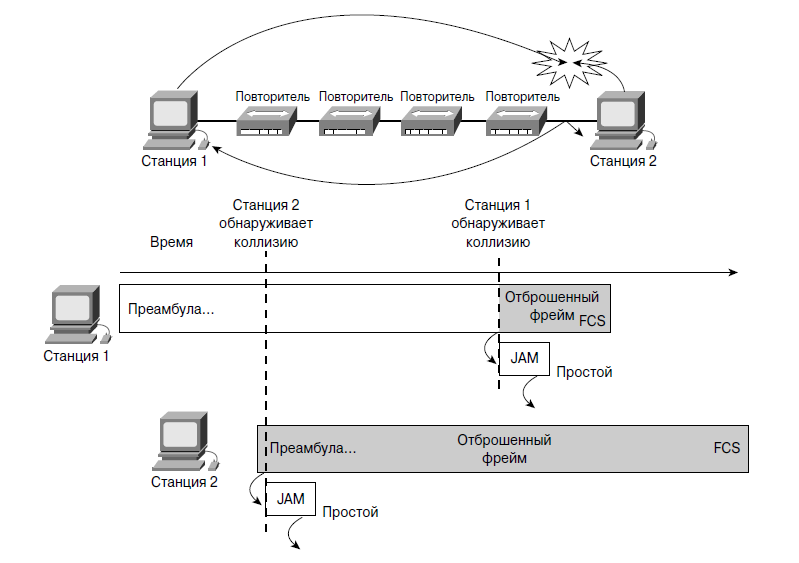 Повторитель Повторитель Повторитель Повторитель
Станция 1
Станция 2
Станция 2
обнаруживает
коллизию
Станция 1
обнаруживает
коллизию
Время
Преамбула...
Отброшенный
фрейм
FCS
Станция 1
JAM
Простой
Преамбула...
Отброшенный
фрейм
FCS
Станция 2
JAM
Простой